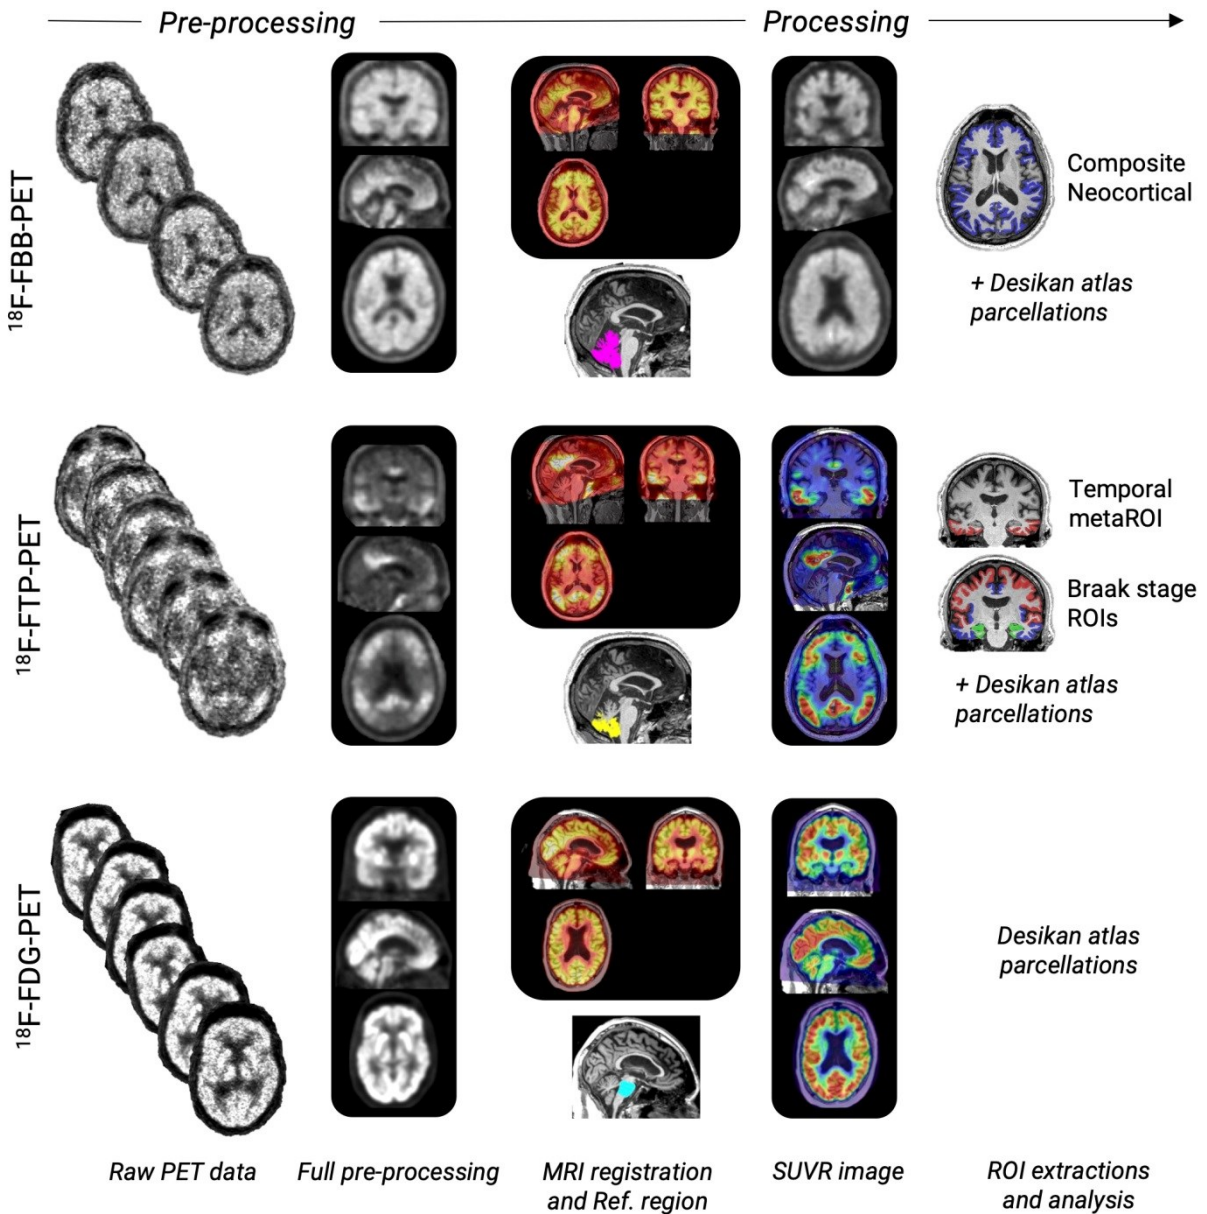 Pre-processing
Processing
¹⁸F-FBB-PET
Composite
Neocortical
+ Desikan atlas
parcellations
¹⁸F-FTP-PET
Temporal
metaROI
Braak stage
ROIs
+ Desikan atlas
parcellations
¹⁸F-FDG-PET
Desikan atlas
parcellations
Raw PET data
Full pre-processing
MRI registration
and Ref. region
SUVR image
ROI extractions
and analysis